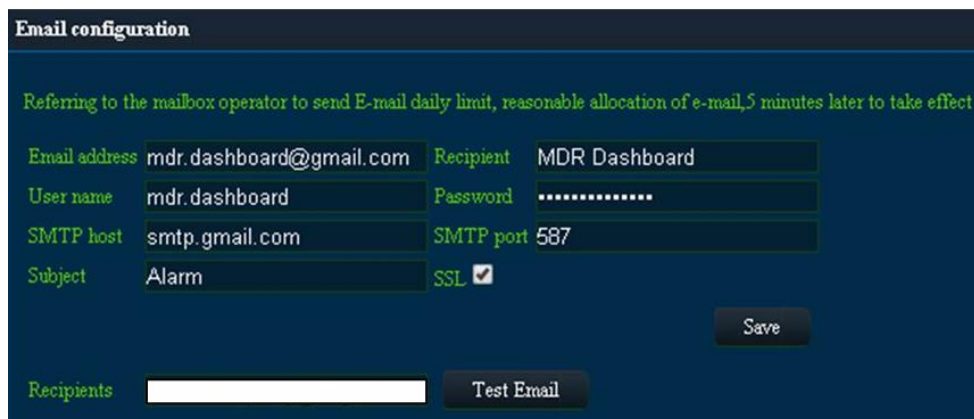 Email configuration
Referring to the mailbox operator to send E-mail daily limit, reasonable allocation of e-mail,5 minutes later to take effect
Email address mdr.dashboard@gmail.com Recipient MDR Dashboard
User name mdr.dashboard Password ••••••••••••••
SMTP host smtp.gmail.com SMTP port 587
Subject Alarm SSL
Save
Recipients Test Email